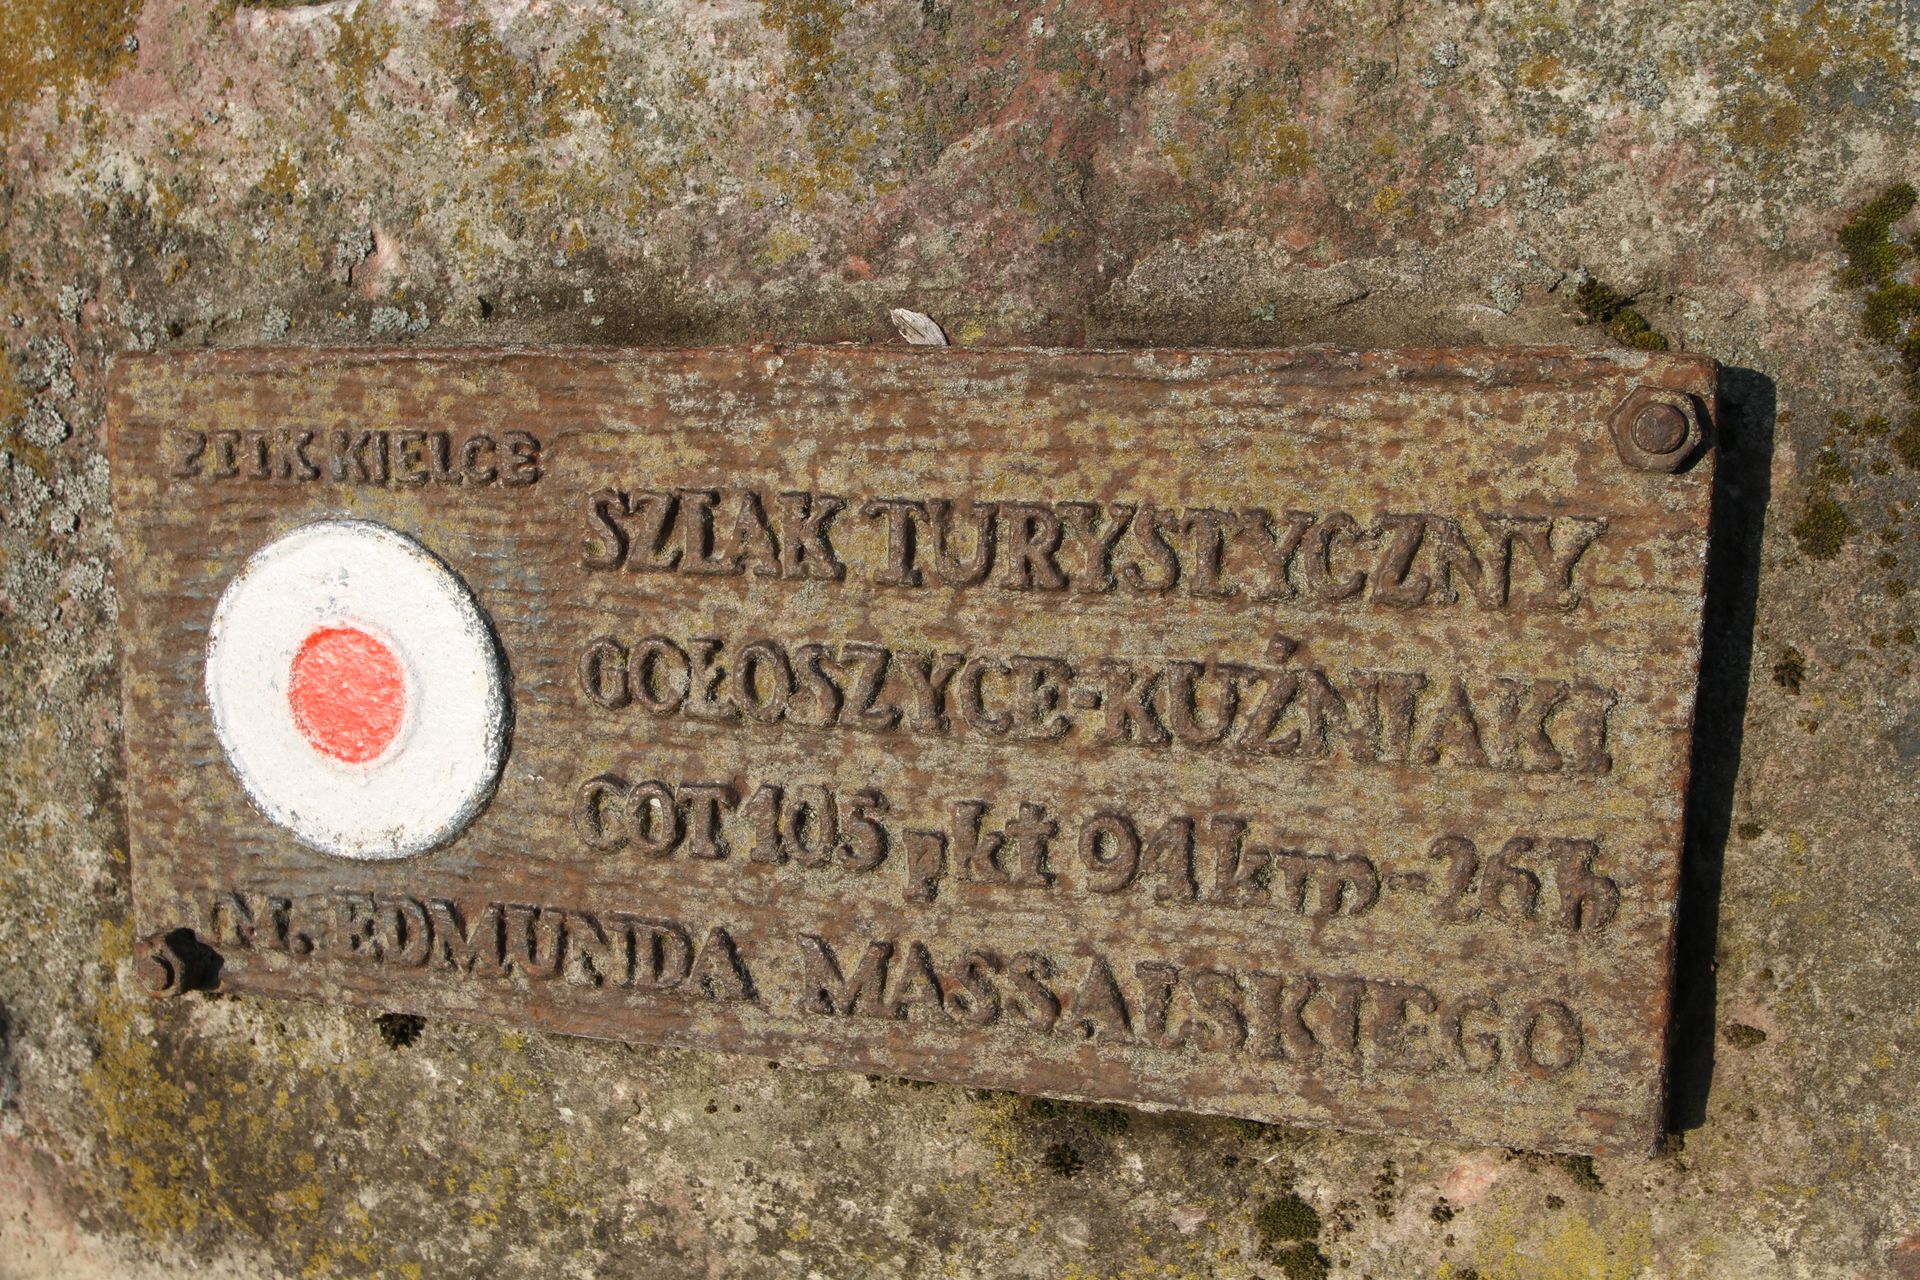 PTTK KIELCE
SZLAK TURYSTYCZNY
GOŁOSZYCE-KUŹNIAKI
GOT 105 pkt 94 km - 26 h
IM. EDMUNDA MASSALSKIEGO